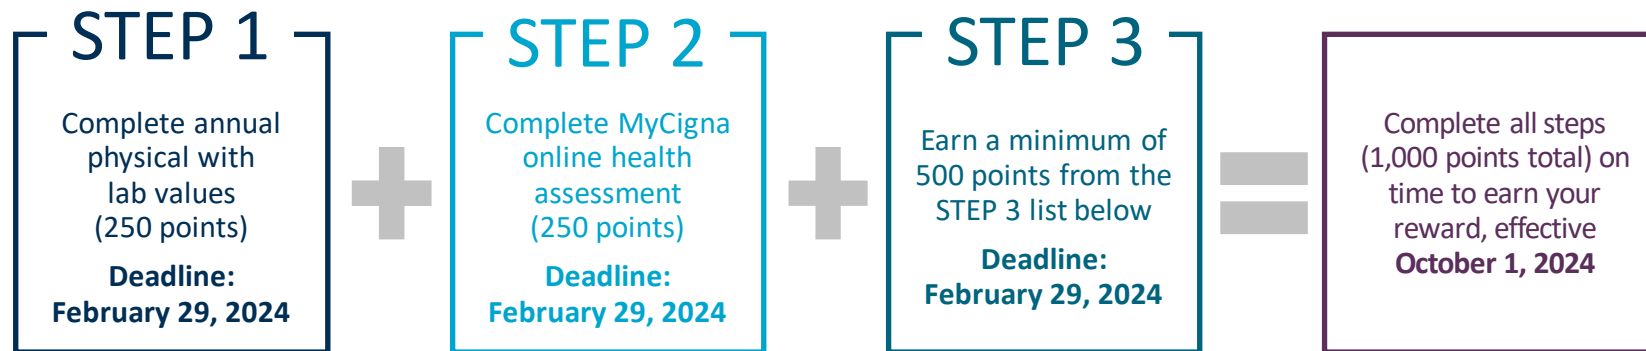 STEP 1
Complete annual
physical with
lab values
(250 points)
Deadline:
February 29, 2024
STEP 2
Complete MyCigna
online health
assessment
(250 points)
Deadline:
February 29, 2024
STEP 3
Earn a minimum of
500 points from the
STEP 3 list below
Deadline:
February 29, 2024
Complete all steps
(1,000 points total) on
time to earn your
reward, effective
October 1, 2024